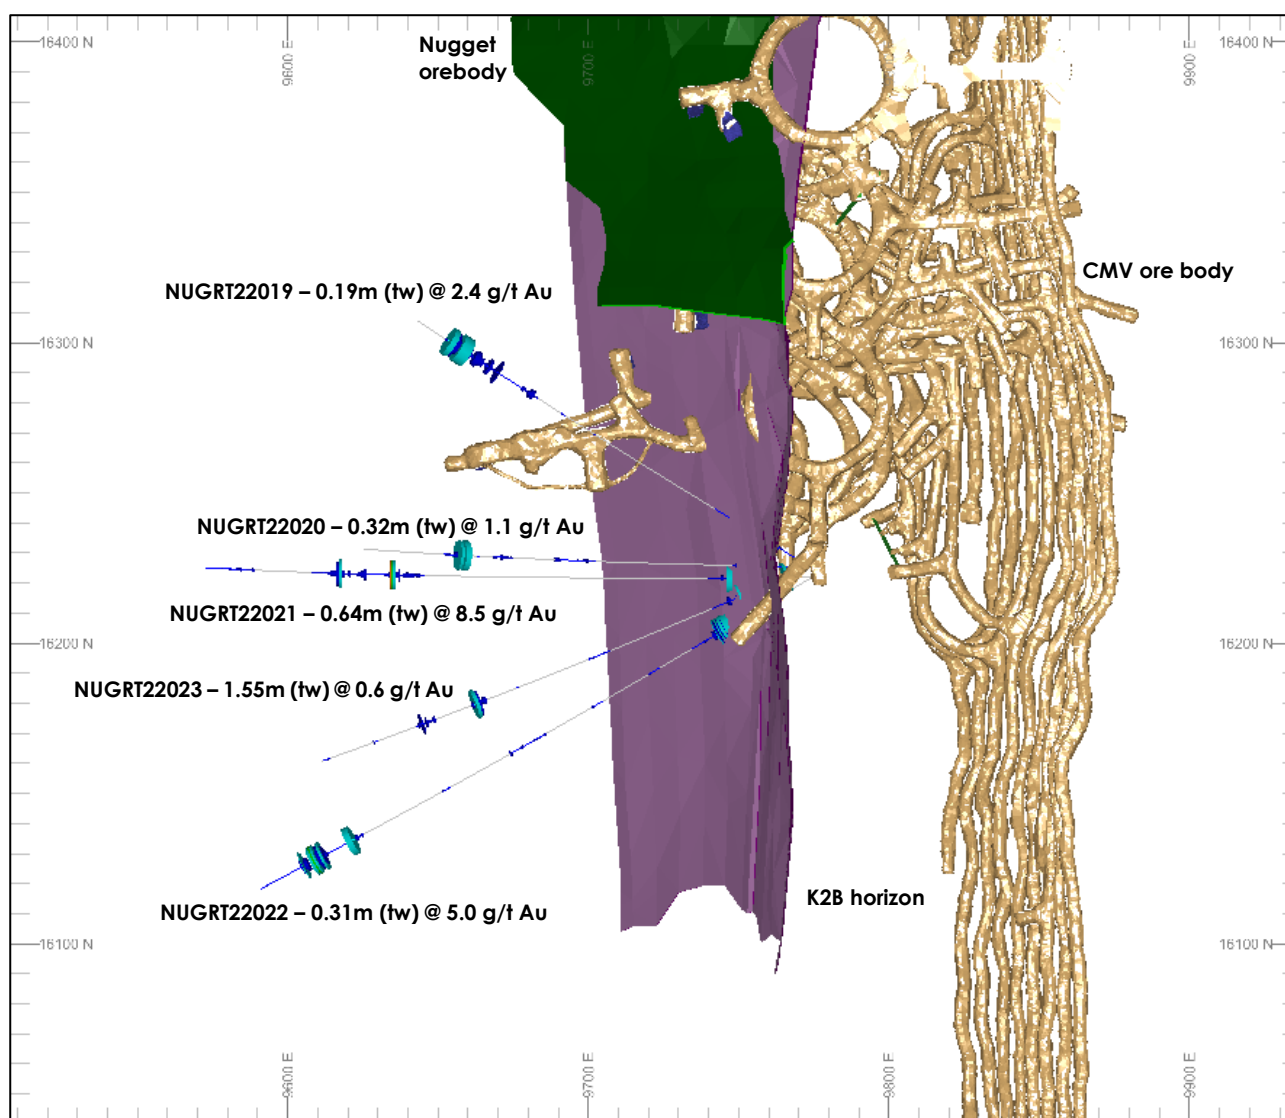 16400 N
16400 N
Nugget
orebody
9600 E
9700 E
9900 E
CMV ore body
NUGRT22019 – 0.19m (tw) @ 2.4 g/t Au
16300 N
16300 N
NUGRT22020 – 0.32m (tw) @ 1.1 g/t Au
NUGRT22021 – 0.64m (tw) @ 8.5 g/t Au
16200 N
16200 N
NUGRT22023 – 1.55m (tw) @ 0.6 g/t Au
K2B horizon
NUGRT22022 – 0.31m (tw) @ 5.0 g/t Au
16100 N
16100 N
9600 E
9700 E
9800 E
9900 E